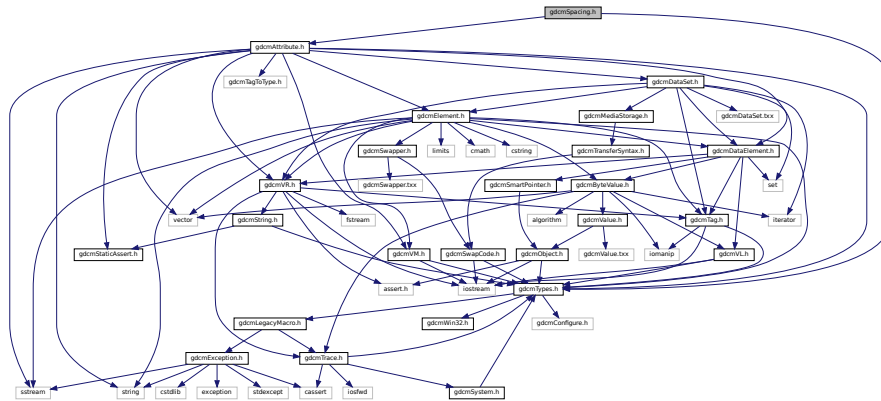 gdcmSpacing.h
gdcmAttribute.h
gdcmTagToType.h
gdcmDataSet.h
gdcmElement.h
gdcmMediaStorage.h
gdcmDataSet.txx
gdcmSwapper.h
limits
cmath
cstring
gdcmTransferSyntax.h
gdcmDataElement.h
gdcmVR.h
gdcmSwapper.txx
gdcmSmartPointer.h
gdcmByteValue.h
set
vector
gdcmString.h
fstream
algorithm
gdcmValue.h
gdcmTag.h
iterator
gdcmStaticAssert.h
gdcmVM.h
gdcmSwapCode.h
gdcmObject.h
gdcmValue.txx
iomanip
gdcmVL.h
assert.h
iostream
gdcmTypes.h
gdcmLegacyMacro.h
gdcmWin32.h
gdcmConfigure.h
gdcmException.h
gdcmTrace.h
sstream
string
cstdlib
exception
stdexcept
cassert
iosfwd
gdcmSystem.h